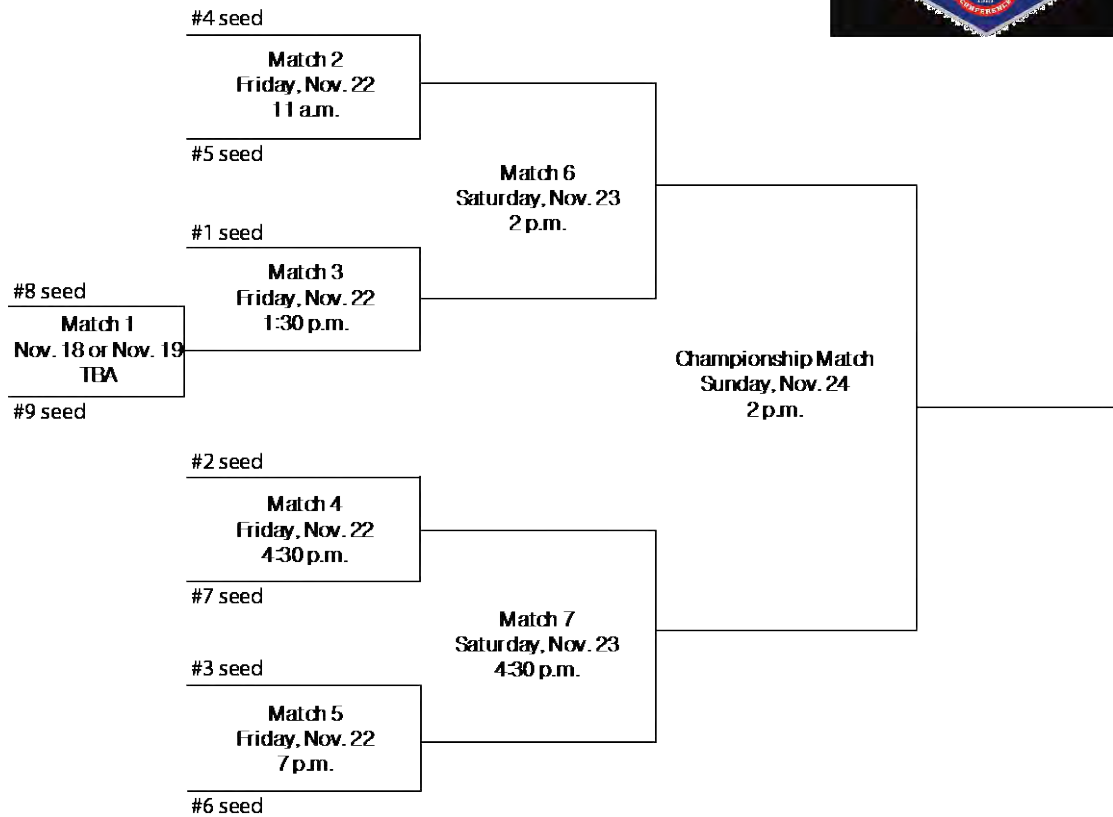 CONFERENCE
#4 seed
Match 2
Friday, Nov. 22
11 a.m.
#5 seed
Match 6
Saturday, Nov. 23
2 p.m.
#1 seed
Match 3
Friday, Nov. 22
1:30 p.m.
#8 seed
Match 1
Nov. 18 or Nov. 19
TBA
#9 seed
Championship Match
Sunday, Nov. 24
2 p.m.
#2 seed
Match 4
Friday, Nov. 22
4:30 p.m.
#7 seed
Match 7
Saturday, Nov. 23
4:30 p.m.
#3 seed
Match 5
Friday, Nov. 22
7 p.m.
#6 seed